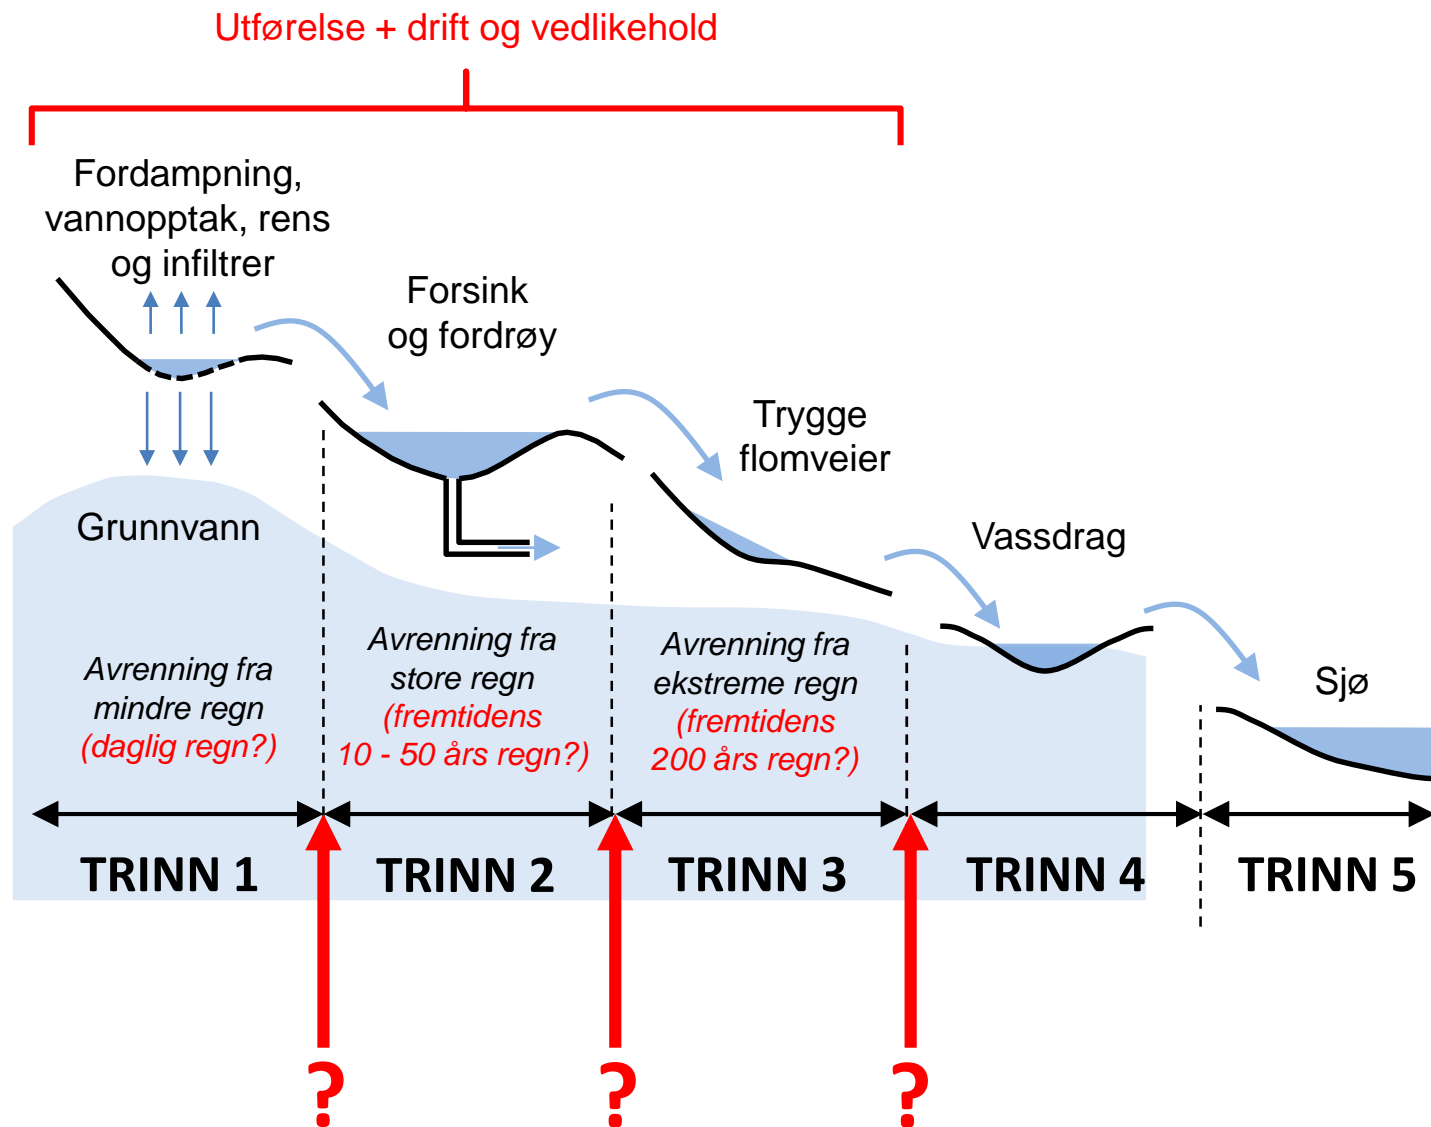 Utførelse + drift og vedlikehold
Fordampning,
vannopptak, rens
og infiltrer
Forsink
og fordrøy
Trygge
flomveier
Vassdrag
Sjø
Grunnvann
Avrenning fra
mindre regn
(daglig regn?)
Avrenning fra
store regn
(fremtidens
10 - 50 års regn?)
Avrenning fra
ekstreme regn
(fremtidens
200 års regn?)
TRINN 1
TRINN 2
TRINN 3
TRINN 4
TRINN 5
?
?
?